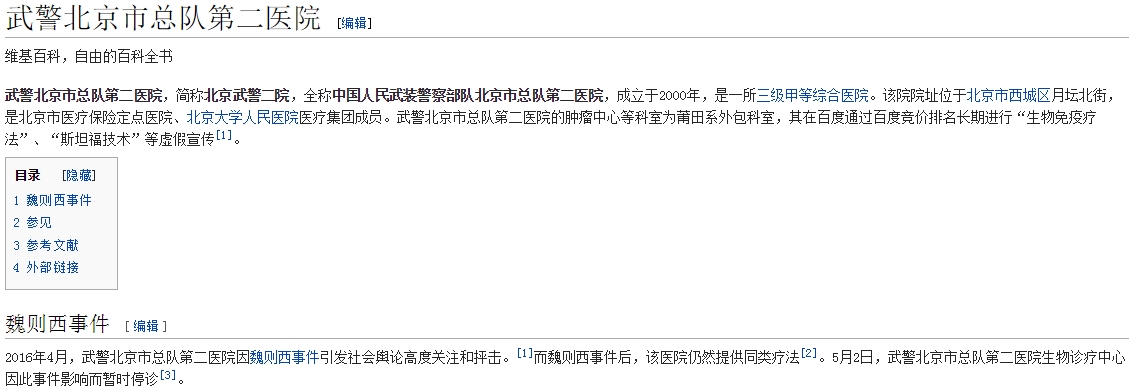 武警北京市总队第二医院 [编辑]
维基百科，自由的百科全书
武警北京市总队第二医院，简称北京武警二院，全称中国人民武装警察部队北京市总队第二医院，成立于2000年，是一所三级甲等综合医院。该院院址位于北京市西城区月坛北街，
是北京市医疗保险定点医院、北京大学人民医院医疗集团成员。武警北京市总队第二医院的肿瘤中心等科室为莆田系外包科室，其在百度通过百度竞价排名长期进行“生物免疫疗
法”、“斯坦福技术”等虚假宣传[1]。
目录 [隐藏]
1 魏则西事件
2 参见
3 参考文献
4 外部链接
魏则西事件 [ 编辑 ]
2016年4月，武警北京市总队第二医院因魏则西事件引发社会舆论高度关注和抨击。[1]而魏则西事件后，该医院仍然提供同类疗法[2]。5月2日，武警北京市总队第二医院生物诊疗中心
因此事件影响而暂时停诊[3]。